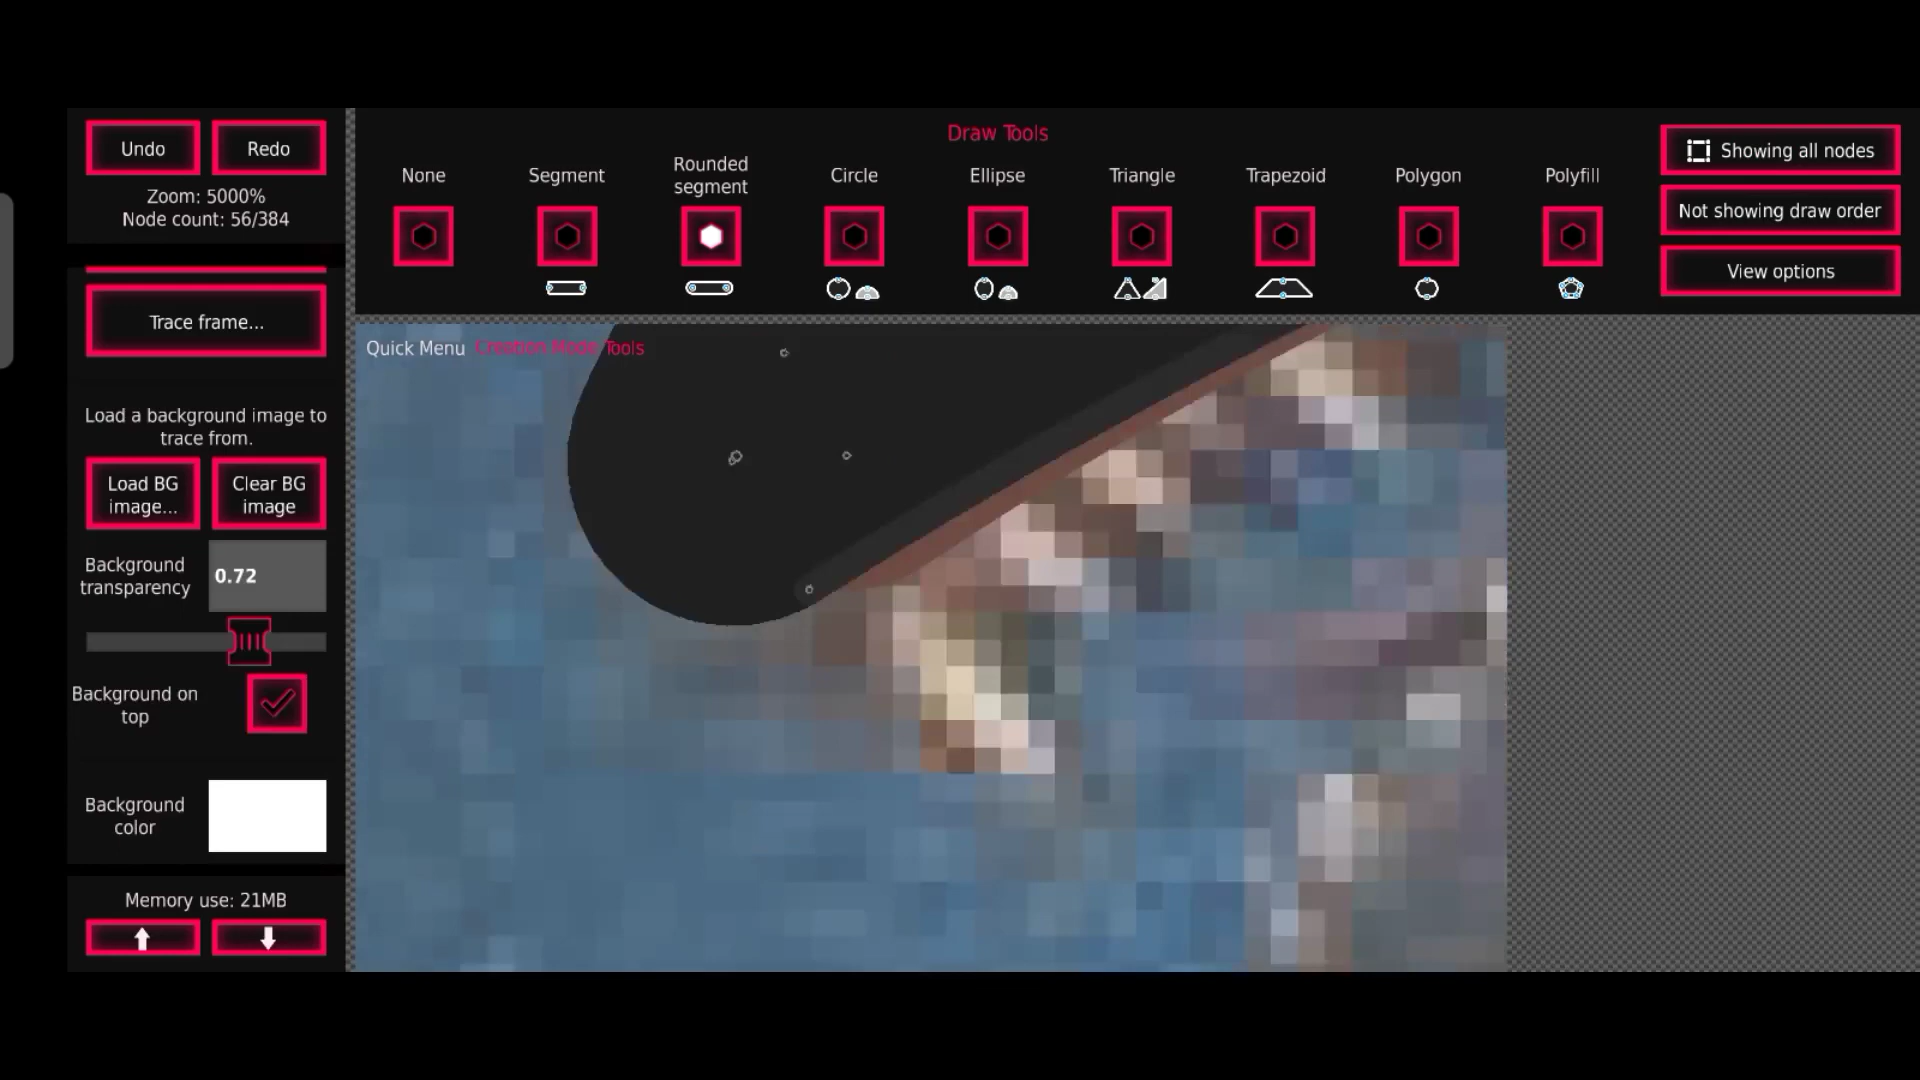 Undo
Redo
Zoom: 5000%
Node count: 56/384
Trace frame...
Load a background image to
trace from.
Load BG
image...
Clear BG
image
Background
transparency
0.72
Background on
top
Background
color
Memory use: 21MB
Draw Tools
None
Segment
Rounded
segment
Circle
Ellipse
Triangle
Trapezoid
Polygon
Polyfill
Showing all nodes
Not showing draw order
View options
Quick Menu
Creation Mode Tools